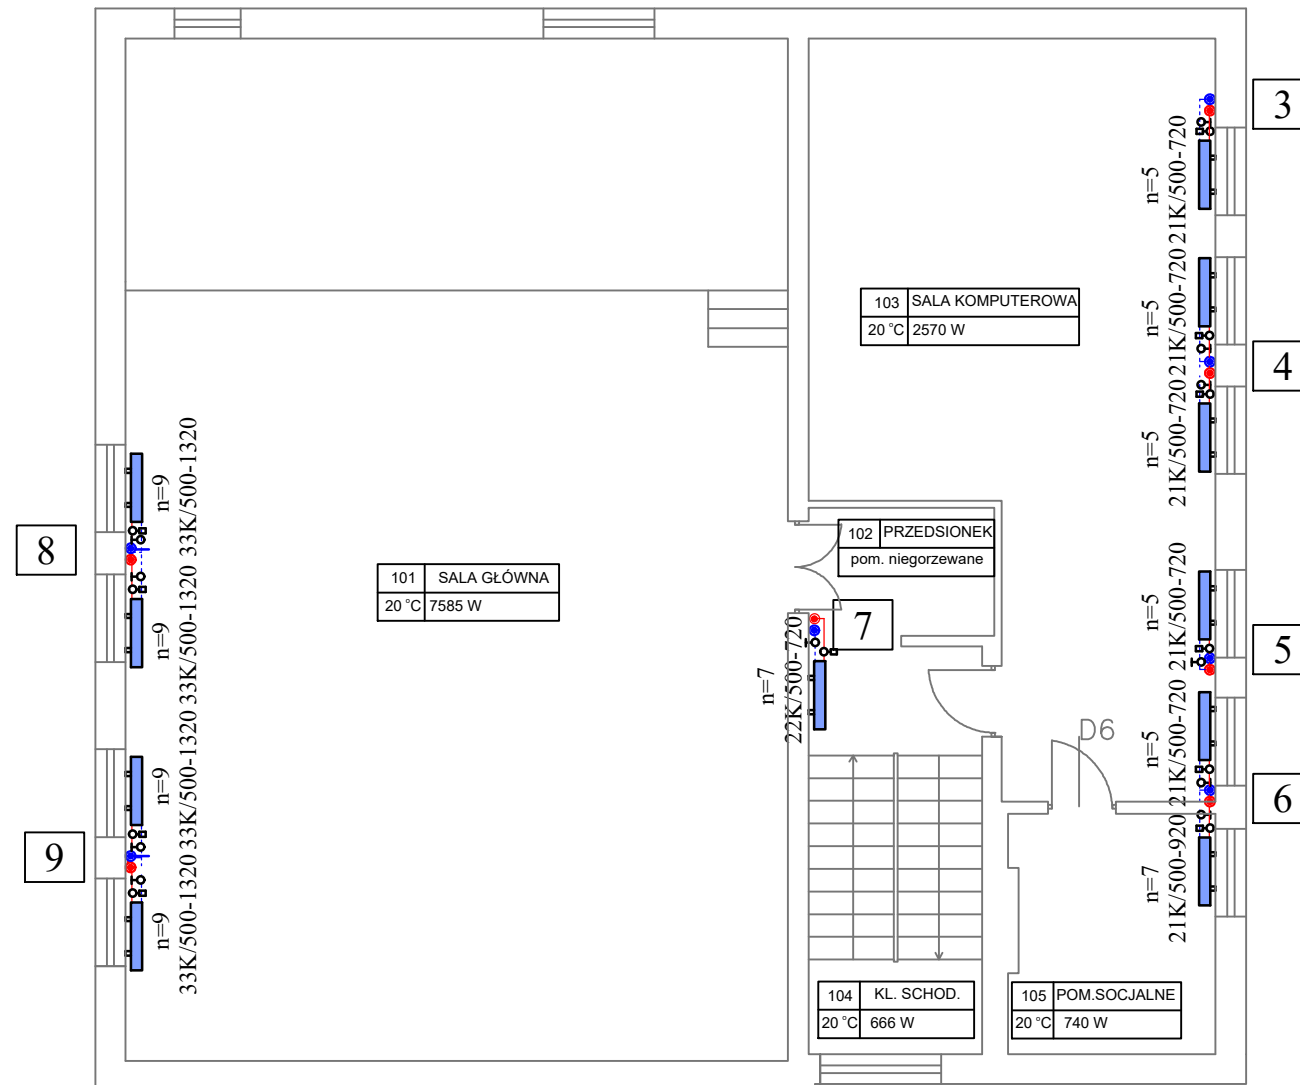 3
n=5
21K/500-720
103 SALA KOMPUTEROWA
20 °C 2570 W
n=5
21K/500-720
4
n=5
21K/500-720
n=9
33K/500-1320
8
102 PRZEDSIONEK
pom. niegorzewane
101 SALA GŁÓWNA
20 °C 7585 W
n=9
33K/500-1320
7
n=7
22K/500-720
n=5
21K/500-720
5
n=5
21K/500-720
D6
n=9
33K/500-1320
6
9
n=7
21K/500-920
n=9
33K/500-1320
104 KL. SCHOD.
20 °C 666 W
105 POM.SOCJALNE
20 °C 740 W